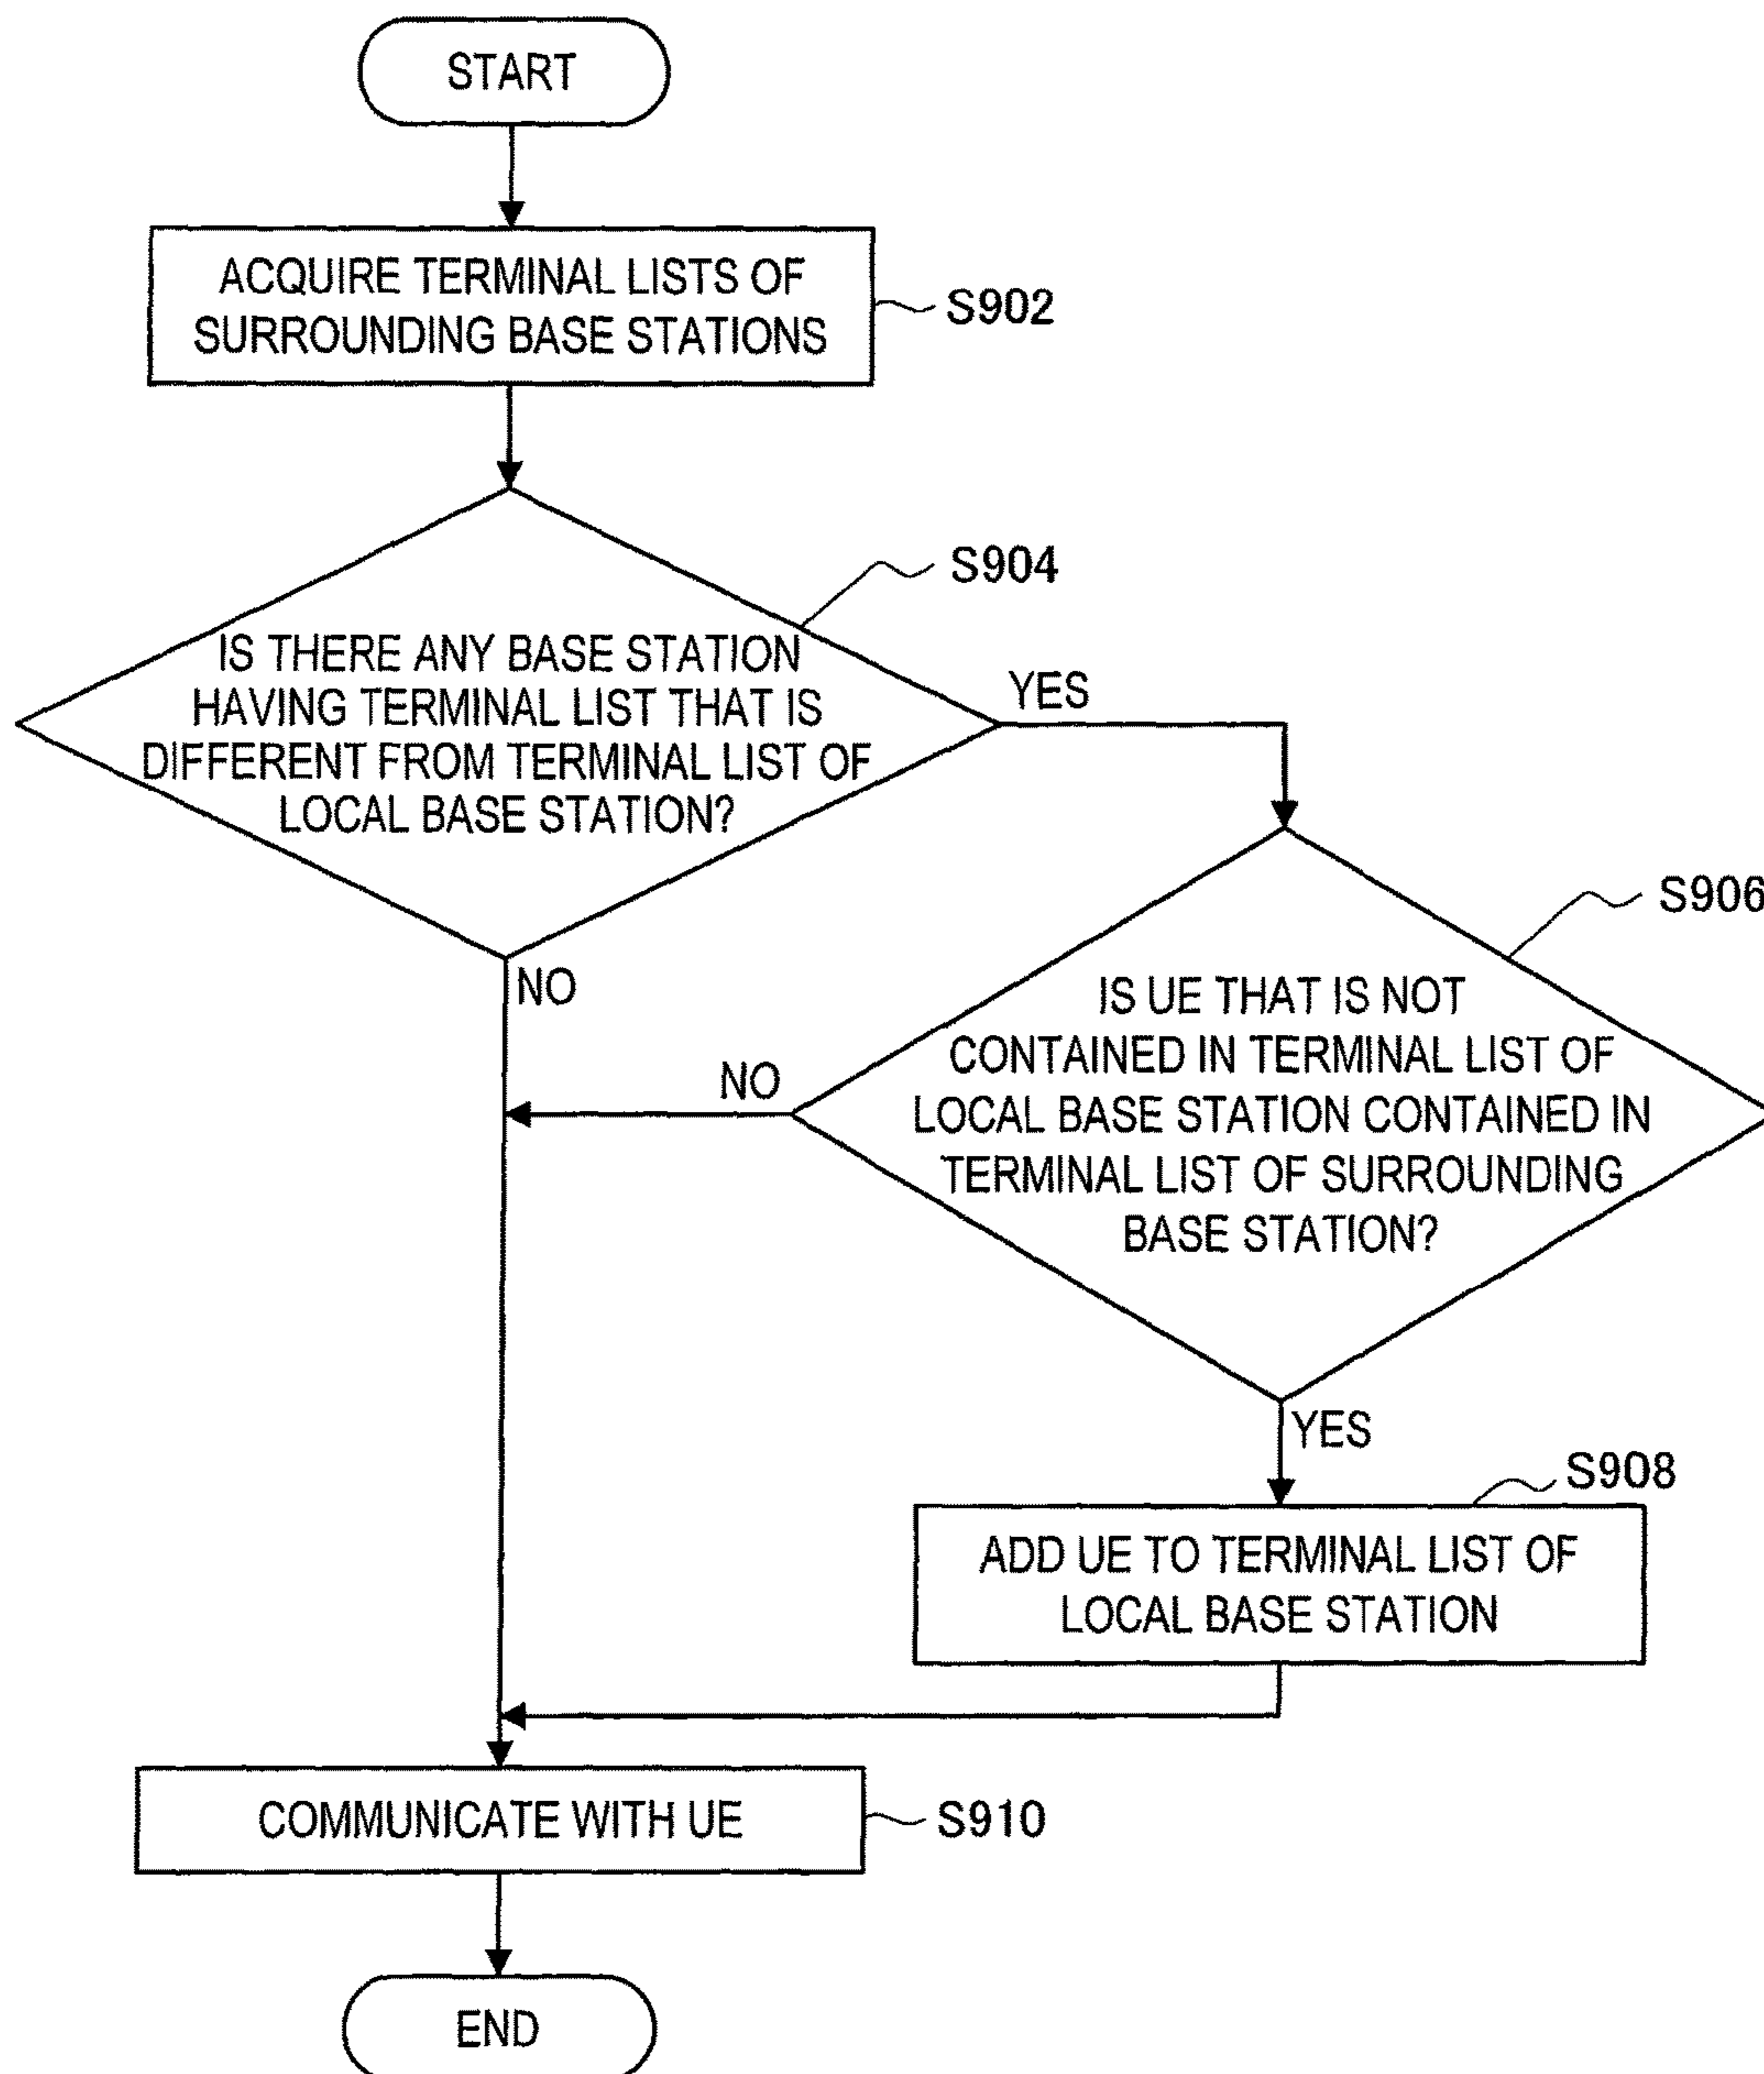 START
ACQUIRE TERMINAL LISTS OF
SURROUNDING BASE STATIONS
S902
S904
IS THERE ANY BASE STATION
HAVING TERMINAL LIST THAT IS
DIFFERENT FROM TERMINAL LIST OF
LOCAL BASE STATION?
YES
NO
S906
IS UE THAT IS NOT
CONTAINED IN TERMINAL LIST OF
LOCAL BASE STATION CONTAINED IN
TERMINAL LIST OF SURROUNDING
BASE STATION?
NO
YES
S908
ADD UE TO TERMINAL LIST OF
LOCAL BASE STATION
COMMUNICATE WITH UE
S910
END